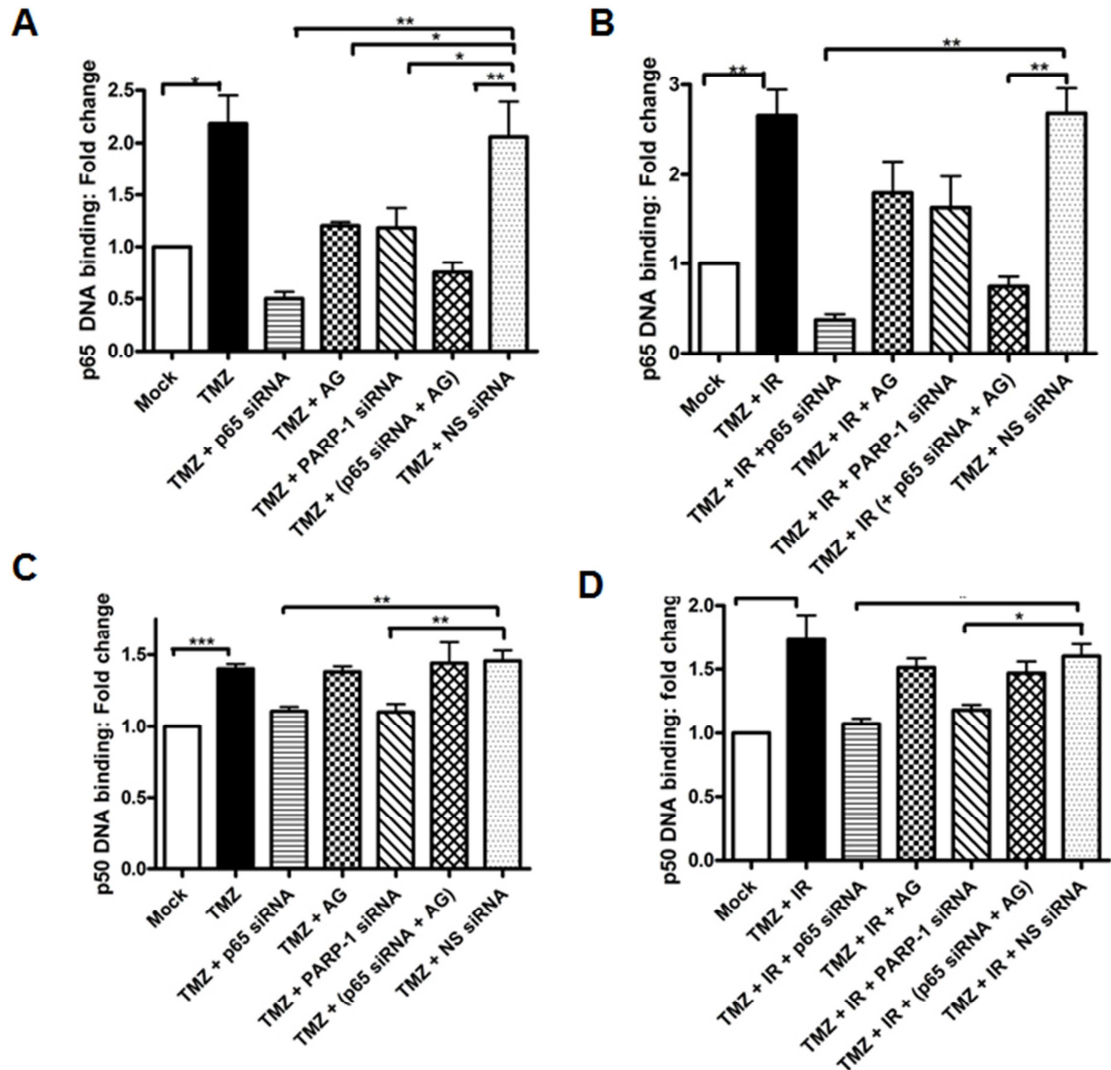 A
**
*
*
**
*
p65 DNA binding: Fold change
2.5
2.0
1.5
1.0
0.5
0.0
Mock
TMZ
TMZ + p65 siRNA
TMZ + AG
TMZ + PARP-1 siRNA
TMZ + (p65 siRNA + AG)
TMZ + NS siRNA
B
**
**
**
p65 DNA binding: Fold change
3
2
1
0
Mock
TMZ + IR
TMZ + IR +p65 siRNA
TMZ + IR + AG
TMZ + IR + PARP-1 siRNA
TMZ + IR (+ p65 siRNA + AG)
TMZ + NS siRNA
C
**
**
***
p50 DNA binding: Fold change
1.5
1.0
0.5
0.0
Mock
TMZ
TMZ + p65 siRNA
TMZ + AG
TMZ + PARP-1 siRNA
TMZ + (p65 siRNA + AG)
TMZ + NS siRNA
D
*
p50 DNA binding: fold chang
2.0
1.5
1.0
0.5
0.0
Mock
TMZ + IR
TMZ + IR + p65 siRNA
TMZ + IR + AG
TMZ + IR + PARP-1 siRNA
TMZ + IR + (p65 siRNA + AG)
TMZ + IR + NS siRNA